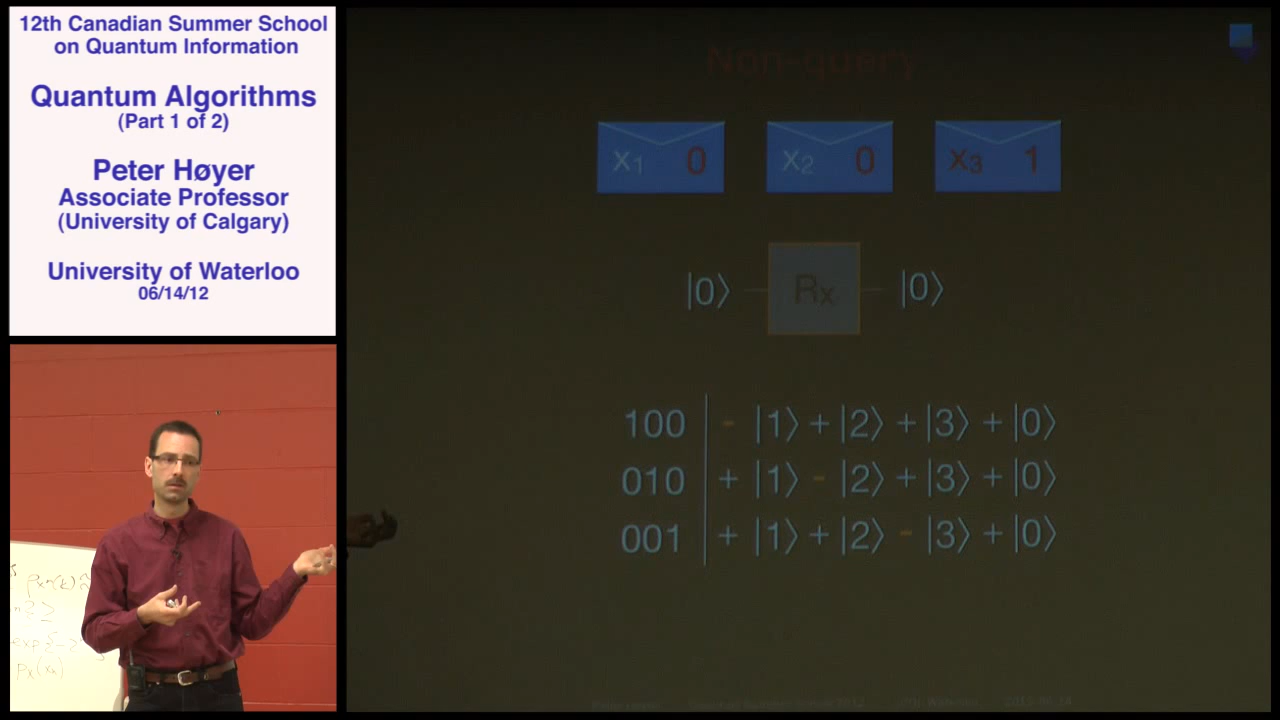 12th Canadian Summer School
on Quantum Information
Quantum Algorithms
(Part 1 of 2)
Peter Høyer
Associate Professor
(University of Calgary)
University of Waterloo
06/14/12
Non-query
x₁ 0 x₂ 0 x₃ 1
|0⟩ Rx |0⟩
100 | - |1⟩ + |2⟩ + |3⟩ + |0⟩
010 | + |1⟩ - |2⟩ + |3⟩ + |0⟩
001 | + |1⟩ + |2⟩ - |3⟩ + |0⟩